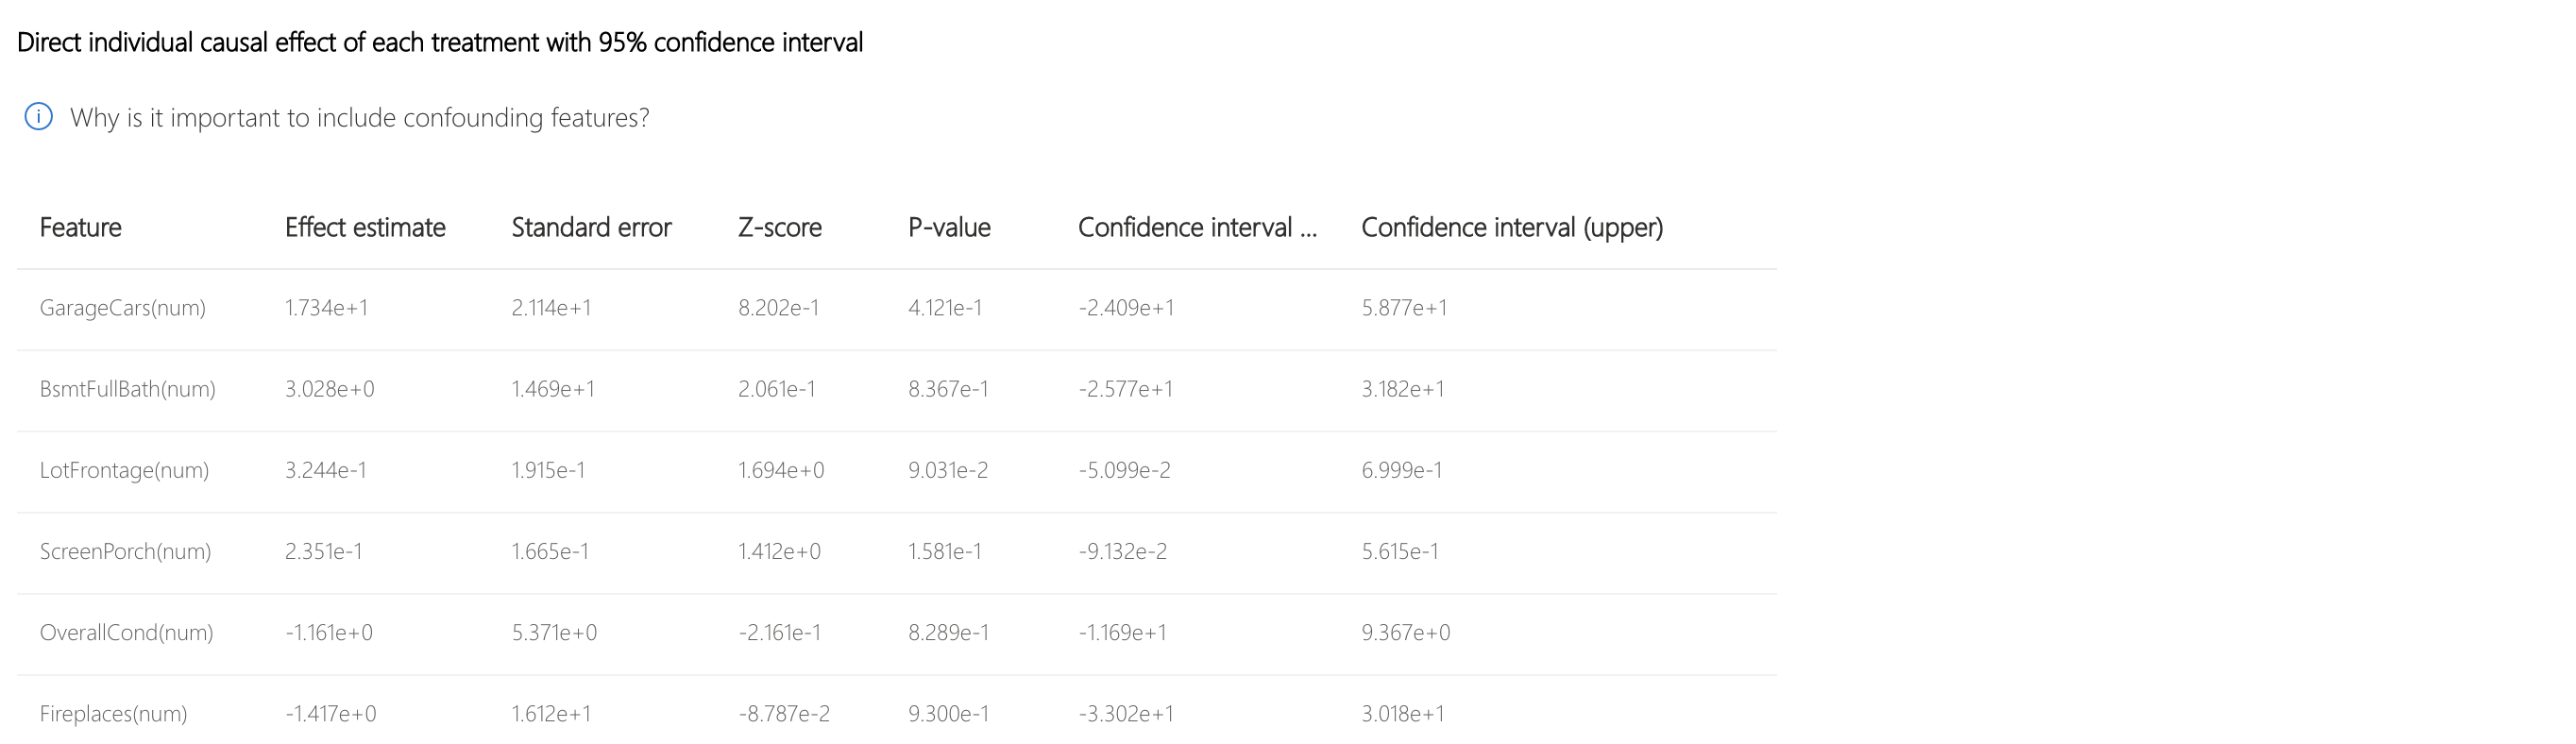 Direct individual causal effect of each treatment with 95% confidence interval
Why is it important to include confounding features?
Feature Effect estimate Standard error Z-score P-value Confidence interval ... Confidence interval (upper)
GarageCars(num) 1.734e+1 2.114e+1 8.202e-1 4.121e-1 -2.409e+1 5.877e+1
BsmtFullBath(num) 3.028e+0 1.469e+1 2.061e-1 8.367e-1 -2.577e+1 3.182e+1
LotFrontage(num) 3.244e-1 1.915e-1 1.694e+0 9.031e-2 -5.099e-2 6.999e-1
ScreenPorch(num) 2.351e-1 1.665e-1 1.412e+0 1.581e-1 -9.132e-2 5.615e-1
OverallCond(num) -1.161e+0 5.371e+0 -2.161e-1 8.289e-1 -1.169e+1 9.367e+0
Fireplaces(num) -1.417e+0 1.612e+1 -8.787e-2 9.300e-1 -3.302e+1 3.018e+1